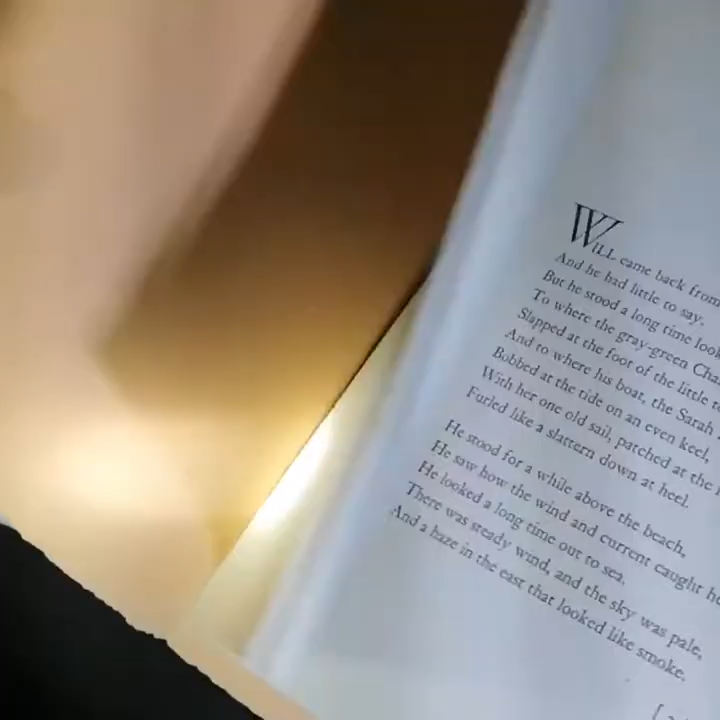 WILL came back from
And he had little to say.
But he stood a long time
To where the gray-green
Slapped at the foot of the little
And to where his boat, the Sarah
Bobbed at the tide on an even keel,
With her one old sail, patched at the
Furled like a slattern down at heel.
He stood for a while above the beach,
He saw how the wind and current caught
He looked a long time out to sea.
There was steady wind, and the sky was pale,
And a haze in the east that looked like smoke.